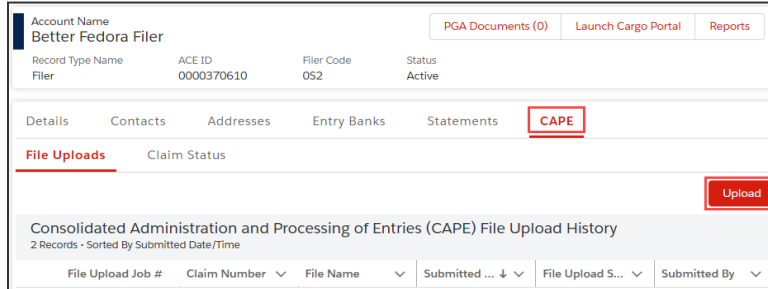 Account Name
Better Fedora Filer
PGA Documents (0) Launch Cargo Portal Reports
Record Type Name ACE ID Filer Code Status
Filer 0000370610 0S2 Active
Details Contacts Addresses Entry Banks Statements CAPE
File Uploads Claim Status
Upload
Consolidated Administration and Processing of Entries (CAPE) File Upload History
2 Records • Sorted By Submitted Date/Time
File Upload Job # Claim Number File Name Submitted ... ↓ File Upload S... Submitted By